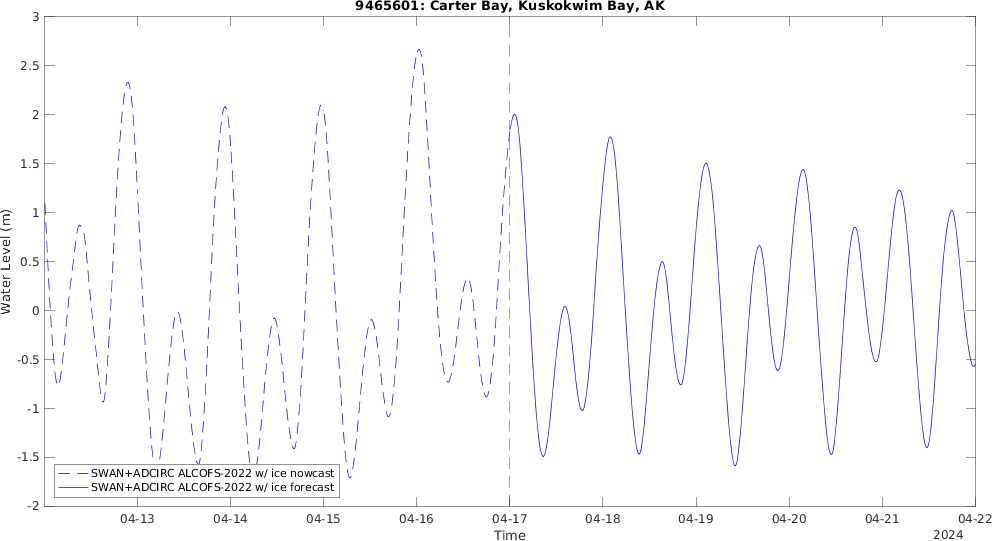 9465601: Carter Bay, Kuskokwim Bay, AK
3
2.5
2
1.5
1
0.5
0
-0.5
-1
-1.5
-2
Water Level (m)
SWAN+ADCIRC ALCOFS-2022 w/ ice nowcast
SWAN+ADCIRC ALCOFS-2022 w/ ice forecast
04-13 04-14 04-15 04-16 04-17 04-18 04-19 04-20 04-21 04-22
Time
2024